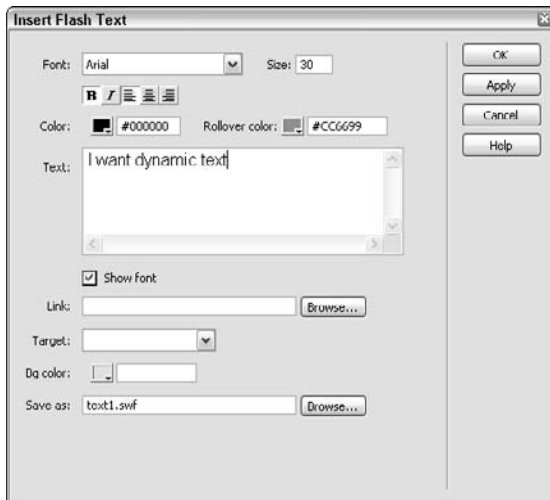 Insert Flash Text
Font: Arial Size: 30
B I
Color: #000000 Rollover color: #CC6699
Text: I want dynamic text
Show font
Link: Browse...
Target:
Bg color:
Save as: text1.swf Browse...
OK
Apply
Cancel
Help